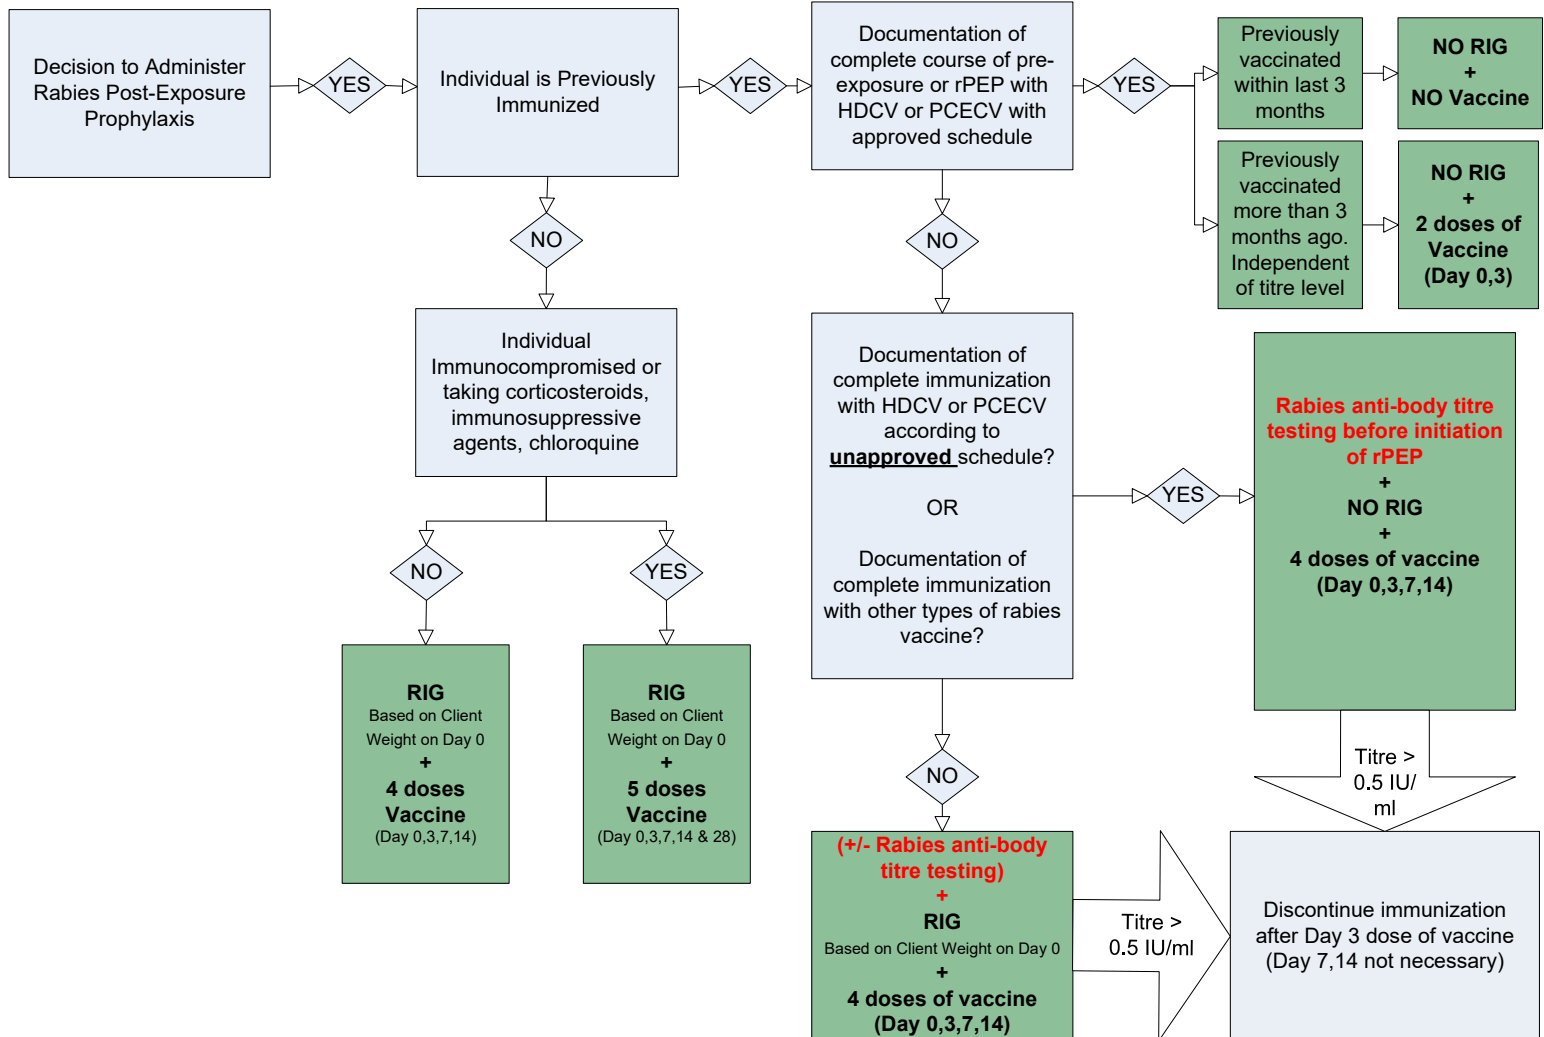 Decision to Administer
Rabies Post-Exposure
Prophylaxis
YES
Individual is Previously
Immunized
YES
Documentation of
complete course of pre-
exposure or rPEP with
HDCV or PCECV with
approved schedule
YES
Previously
vaccinated
within last 3
months
NO RIG
+
NO Vaccine
Previously
vaccinated
more than 3
months ago.
Independent
of titre level
NO RIG
+
2 doses of
Vaccine
(Day 0,3)
NO
NO
Individual
Immunocompromised or
taking corticosteroids,
immunosuppressive
agents, chloroquine
Documentation of
complete immunization
with HDCV or PCECV
according to
unapproved schedule?
OR
Documentation of
complete immunization
with other types of rabies
vaccine?
YES
Rabies anti-body titre
testing before initiation
of rPEP
+
NO RIG
+
4 doses of vaccine
(Day 0,3,7,14)
NO
YES
RIG
Based on Client
Weight on Day 0
+
4 doses
Vaccine
(Day 0,3,7,14)
RIG
Based on Client
Weight on Day 0
+
5 doses
Vaccine
(Day 0,3,7,14 & 28)
NO
Titre >
0.5 IU/
ml
(+/- Rabies anti-body
titre testing)
+
RIG
Based on Client Weight on Day 0
+
4 doses of vaccine
(Day 0,3,7,14)
Titre >
0.5 IU/ml
Discontinue immunization
after Day 3 dose of vaccine
(Day 7,14 not necessary)